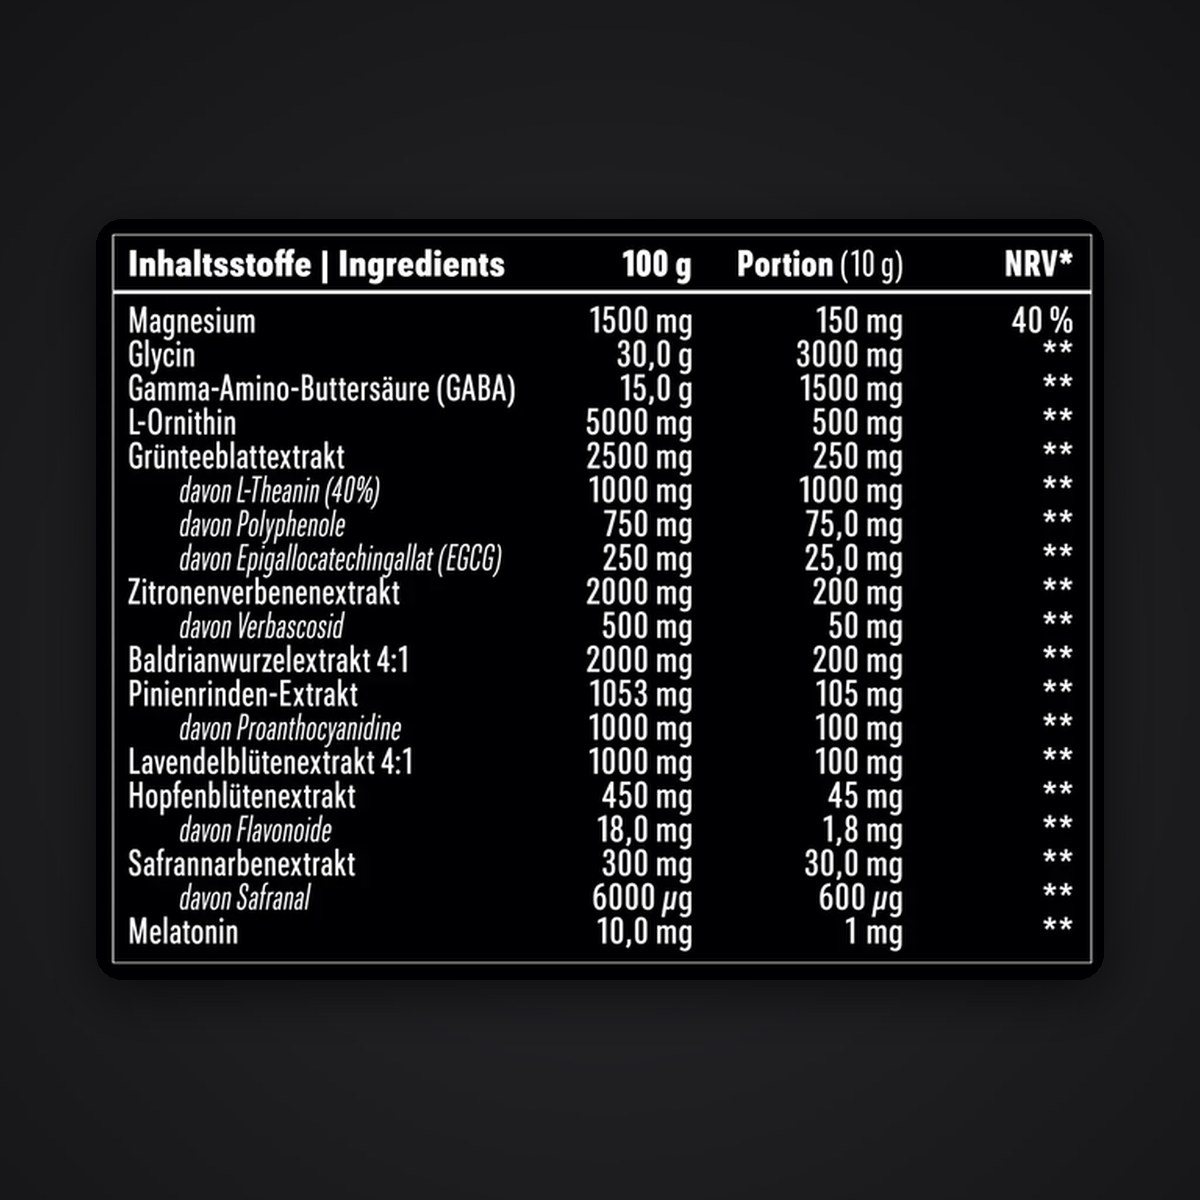 Inhaltsstoffe | Ingredients 100 g Portion (10 g) NRV*
Magnesium 1500 mg 150 mg 40 %
Glycin 30,0 g 3000 mg **
Gamma-Amino-Buttersäure (GABA) 15,0 g 1500 mg **
L-Ornithin 5000 mg 500 mg **
Grünteeblattextrakt 2500 mg 250 mg **
davon L-Theanin (40%) 1000 mg 1000 mg **
davon Polyphenole 750 mg 75,0 mg **
davon Epigallocatechingallat (EGCG) 250 mg 25,0 mg **
Zitronenverbenenextrakt 2000 mg 200 mg **
davon Verbascosid 500 mg 50 mg **
Baldrianwurzelextrakt 4:1 2000 mg 200 mg **
Pinienrinden-Extrakt 1053 mg 105 mg **
davon Proanthocyanidine 1000 mg 100 mg **
Lavendelblütenextrakt 4:1 1000 mg 100 mg **
Hopfenblütenextrakt 450 mg 45 mg **
davon Flavonoide 18,0 mg 1,8 mg **
Safrannarbenextrakt 300 mg 30,0 mg **
davon Safranal 6000 µg 600 µg **
Melatonin 10,0 mg 1 mg **